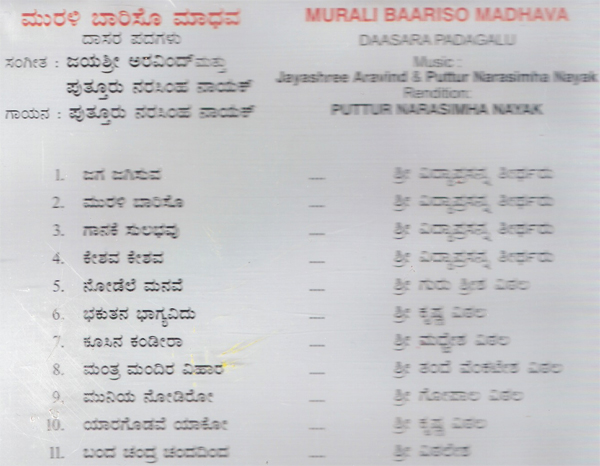 ಮುರಳಿ ಬಾರಿಸೊ ಮಾಧವ
ದಾಸರ ಪದಗಳು
ಸಂಗೀತ : ಜಯಶ್ರೀ ಅರವಿಂದ್ ಮತ್ತು
ಪುತ್ತೂರು ನರಸಿಂಹ ನಾಯಕ್
ಗಾಯನ : ಪುತ್ತೂರು ನರಸಿಂಹ ನಾಯಕ್
MURALI BAARISO MADHAVA
DAASARA PADAGALU
Music :
Jayashree Aravind & Puttur Narasimha Nayak
Rendition:
PUTTUR NARASIMHA NAYAK
1. ಜಗ ಜಗಿಸುವ .... ಶ್ರೀ ವಿದ್ಯಾಪ್ರಸನ್ನ ತೀರ್ಥರು
2. ಮುರಳಿ ಬಾರಿಸೊ .... ಶ್ರೀ ವಿದ್ಯಾಪ್ರಸನ್ನ ತೀರ್ಥರು
3. ಗಾನಕೆ ಸುಲಭವು .... ಶ್ರೀ ವಿದ್ಯಾಪ್ರಸನ್ನ ತೀರ್ಥರು
4. ಕೇಶವ ಕೇಶವ .... ಶ್ರೀ ವಿದ್ಯಾಪ್ರಸನ್ನ ತೀರ್ಥರು
5. ನೋಡೆಲೆ ಮನವೆ .... ಶ್ರೀ ಗುರು ಶ್ರೀಶ ವಿಠಲ
6. ಭಕುತನ ಭಾಗ್ಯವಿದು .... ಶ್ರೀ ಕೃಷ್ಣ ವಿಠಲ
7. ಕೂಸಿನ ಕಂಡೀರಾ .... ಶ್ರೀ ಮಧ್ವೇಶ ವಿಠಲ
8. ಮಂತ್ರ ಮಂದಿರ ವಿಹಾರ .... ಶ್ರೀ ತಂದೆ ವೆಂಕಟೇಶ ವಿಠಲ
9. ಮುನಿಯ ನೋಡಿರೋ .... ಶ್ರೀ ಗೋಪಾಲ ವಿಠಲ
10. ಯಾರಗೊಡವೆ ಯಾಕೋ .... ಶ್ರೀ ಕೃಷ್ಣ ವಿಠಲ
11. ಬಂದ ಚಂದ್ರ ಚಂದದಿಂದ .... ಶ್ರೀ ವಿಠಲೇಶ